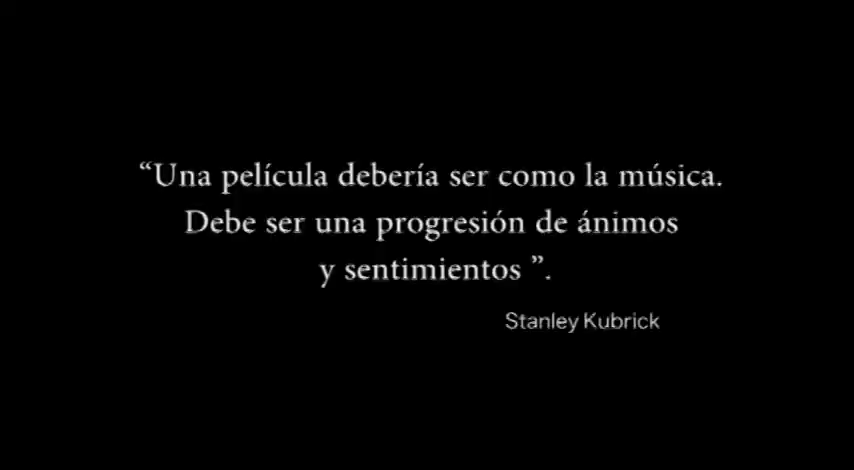 “Una película debería ser como la música.
Debe ser una progresión de ánimos
y sentimientos ”.
Stanley Kubrick